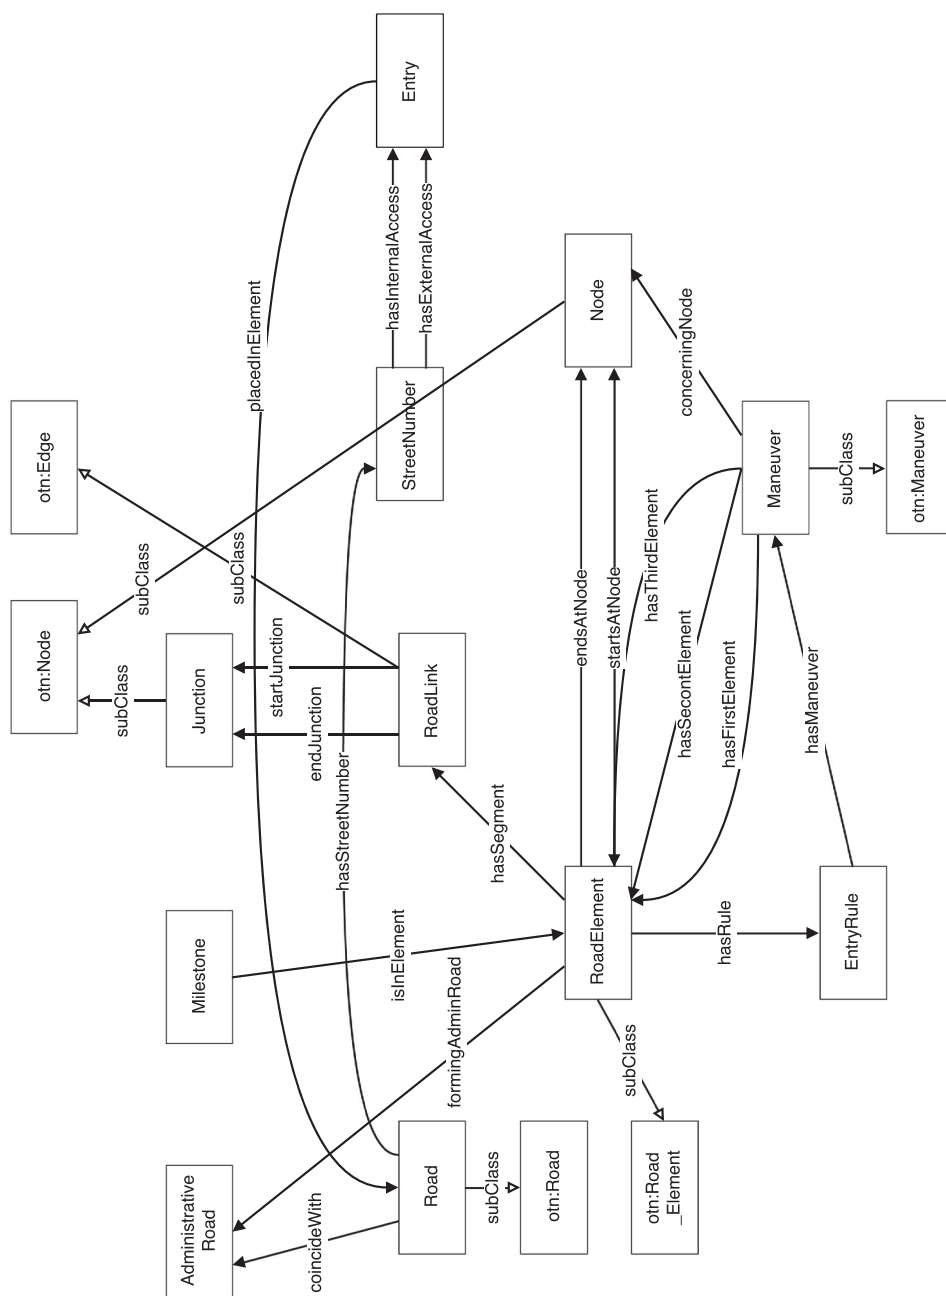 Administrative
Road
coincideWith
Road
subClass
otn:Road
otn:Road
_Element
subClass
formingAdminRoad
Milestone
isInElement
RoadElement
hasRule
EntryRule
hasStreetNumber
hasSegment
endJunction
startJunction
Junction
RoadLink
subClass
otn:Node
subClass
subClass
otn:Edge
placedInElement
StreetNumber
hasInternalAccess
hasExternalAccess
Entry
Node
endsAtNode
startsAtNode
hasThirdElement
hasSecontElement
hasFirstElement
hasManeuver
concerningNode
Maneuver
subClass
otn:Maneuver